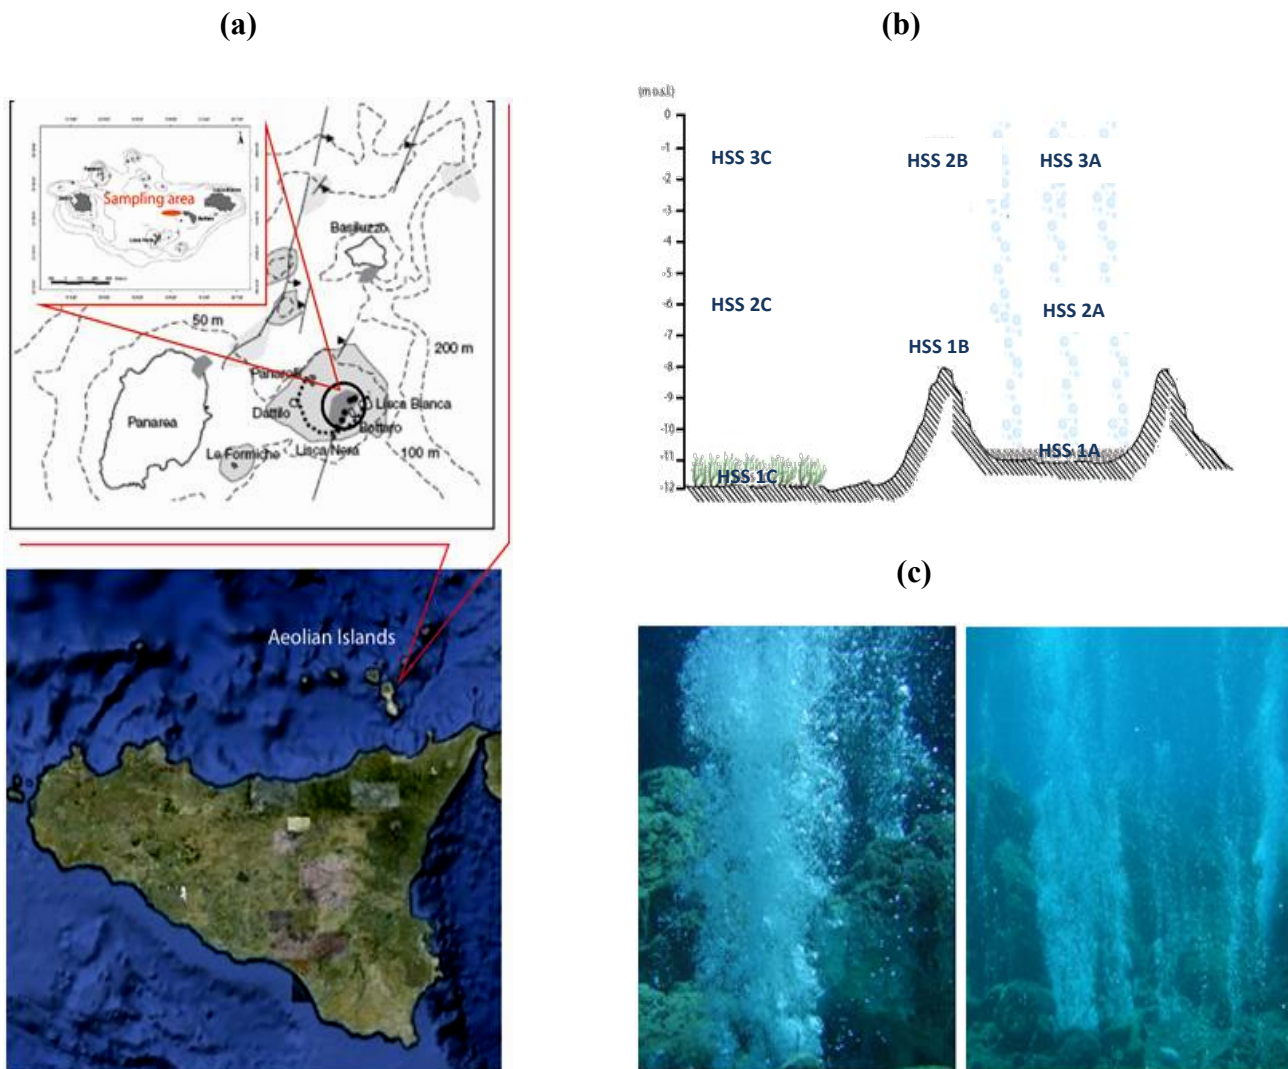 (a)
Sampling area
Basiluzzo
50 m
200 m
Panarea
Dattilo
Lisca Bianca
Bottaro
Le Formiche
Lisca Nera
100 m
Aeolian Islands
(b)
0
-1
-2
-3
-4
-5
-6
-7
-8
-9
-10
-11
-12
HSS 3C
HSS 2B
HSS 3A
HSS 2C
HSS 2A
HSS 1B
HSS 1A
HSS 1C
(c)